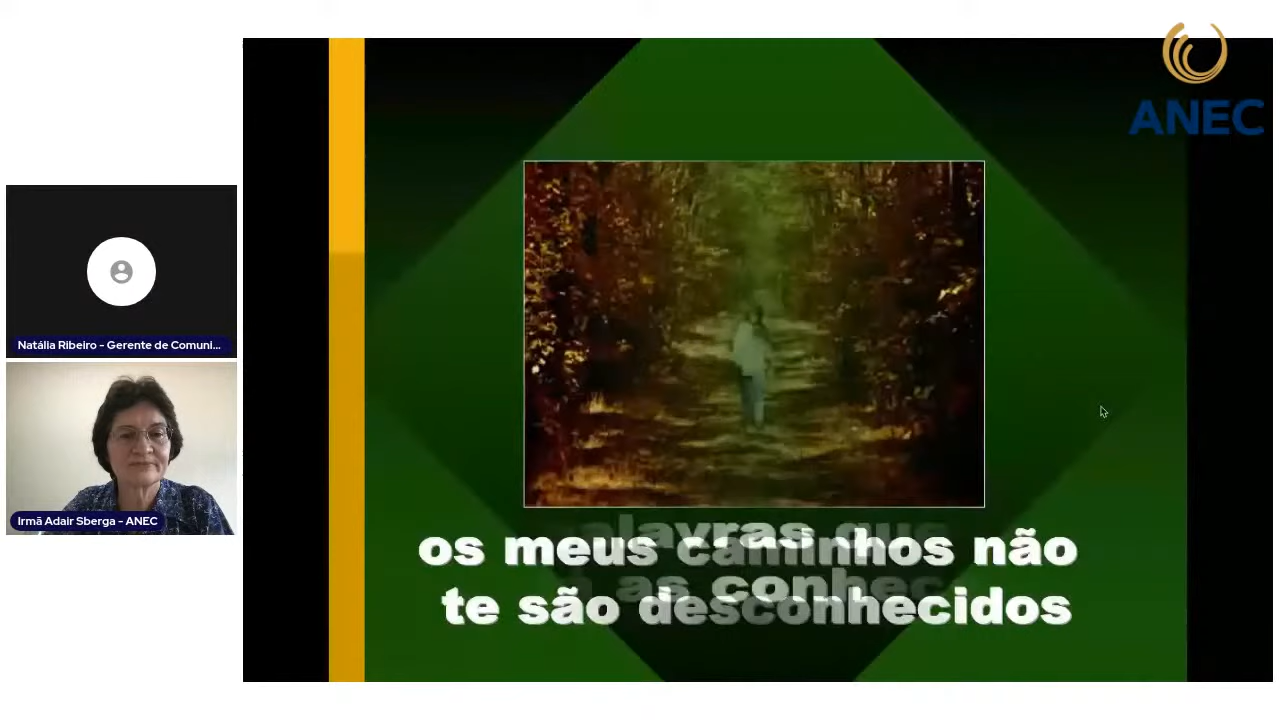 ANEC
Natália Ribeiro - Gerente de Comuni...
Irmã Adair Sberga - ANEC
os meus caminhos não
te são desconhecidos